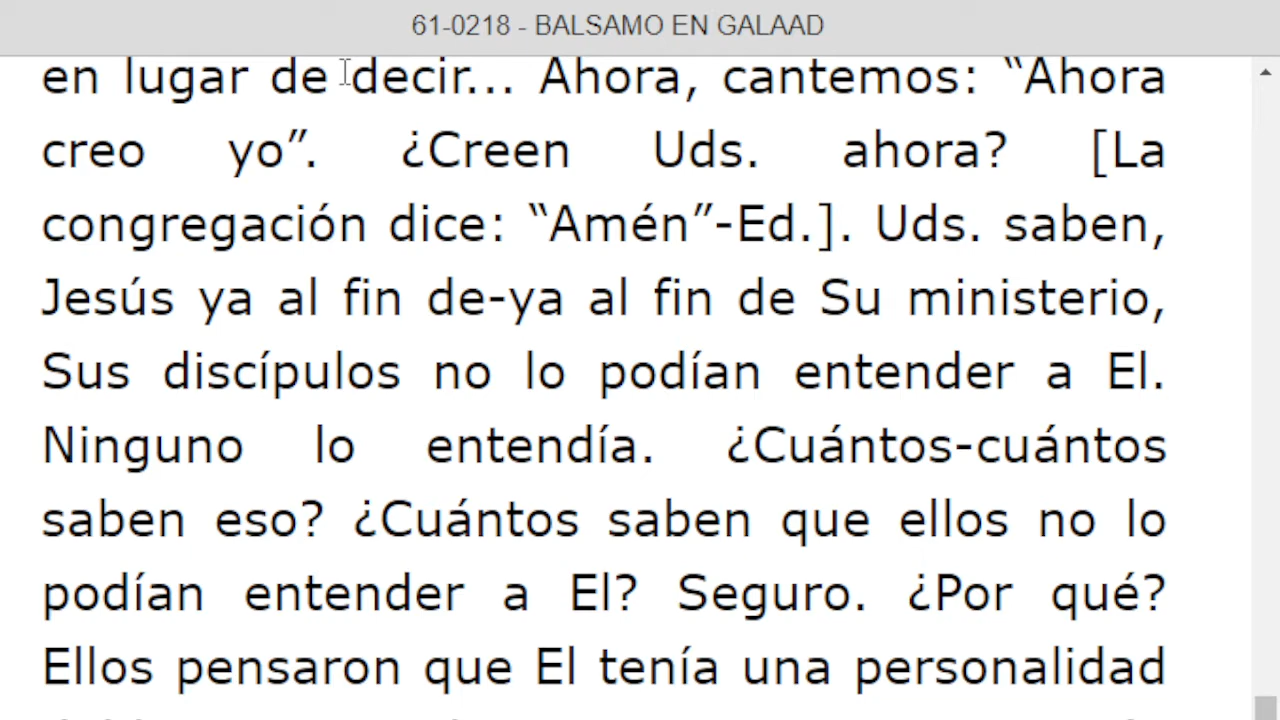 61-0218 - BALSAMO EN GALAAD
en lugar de decir... Ahora, cantemos: “Ahora
creo yo”. ¿Creen Uds. ahora? [La
congregación dice: “Amén”-Ed.]. Uds. saben,
Jesús ya al fin de-ya al fin de Su ministerio,
Sus discípulos no lo podían entender a El.
Ninguno lo entendía. ¿Cuántos-cuántos
saben eso? ¿Cuántos saben que ellos no lo
podían entender a El? Seguro. ¿Por qué?
Ellos pensaron que El tenía una personalidad